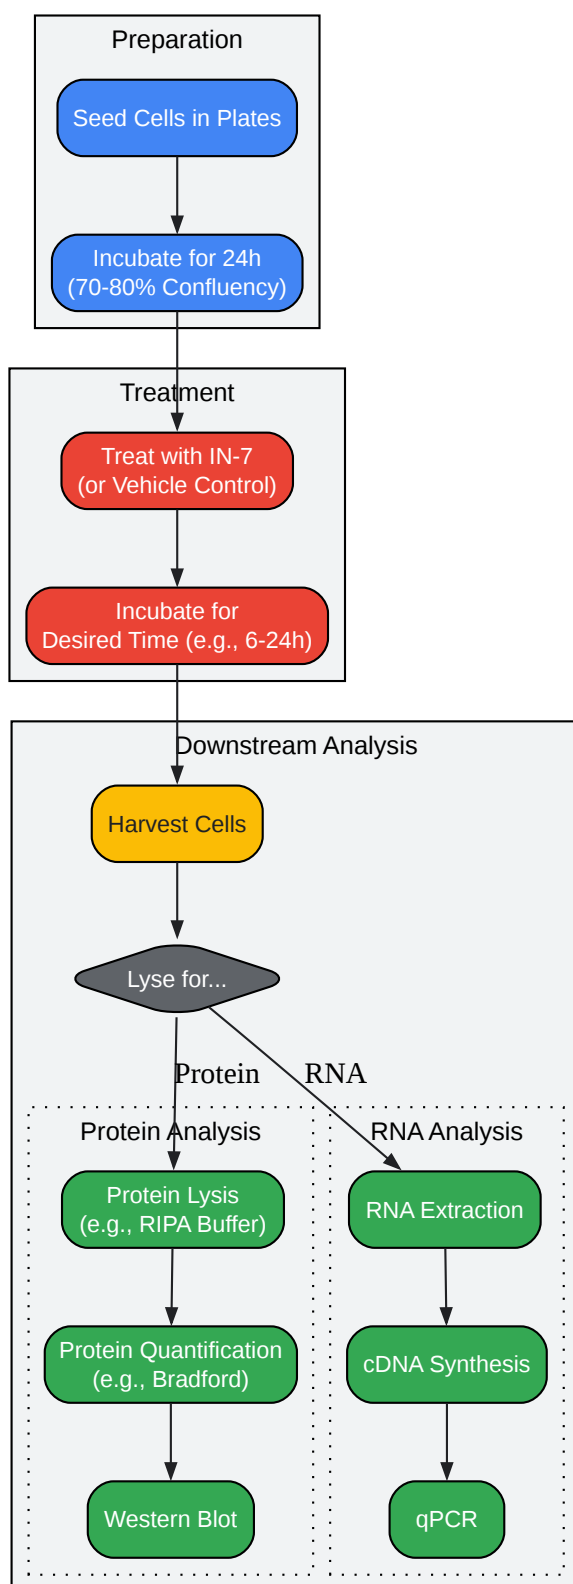 Preparation
Seed Cells in Plates
Incubate for 24h
(70-80% Confluency)
Treatment
Treat with IN-7
(or Vehicle Control)
Incubate for
Desired Time (e.g., 6-24h)
Downstream Analysis
Harvest Cells
Lyse for...
Protein
RNA
Protein Analysis
Protein Lysis
(e.g., RIPA Buffer)
Protein Quantification
(e.g., Bradford)
Western Blot
RNA Analysis
RNA Extraction
cDNA Synthesis
qPCR